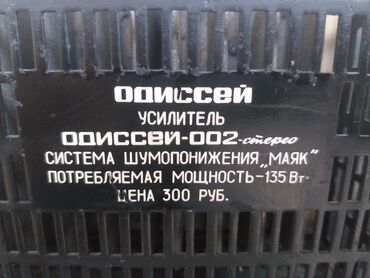 ОДИССЕЙ
УСИЛИТЕЛЬ
ОДИССЕЙ-002-стерео
СИСТЕМА ШУМОПОНИЖЕНИЯ „МАЯК"
ПОТРЕБЛЯЕМАЯ МОЩНОСТЬ-135 Вт
ЦЕНА 300 РУБ.